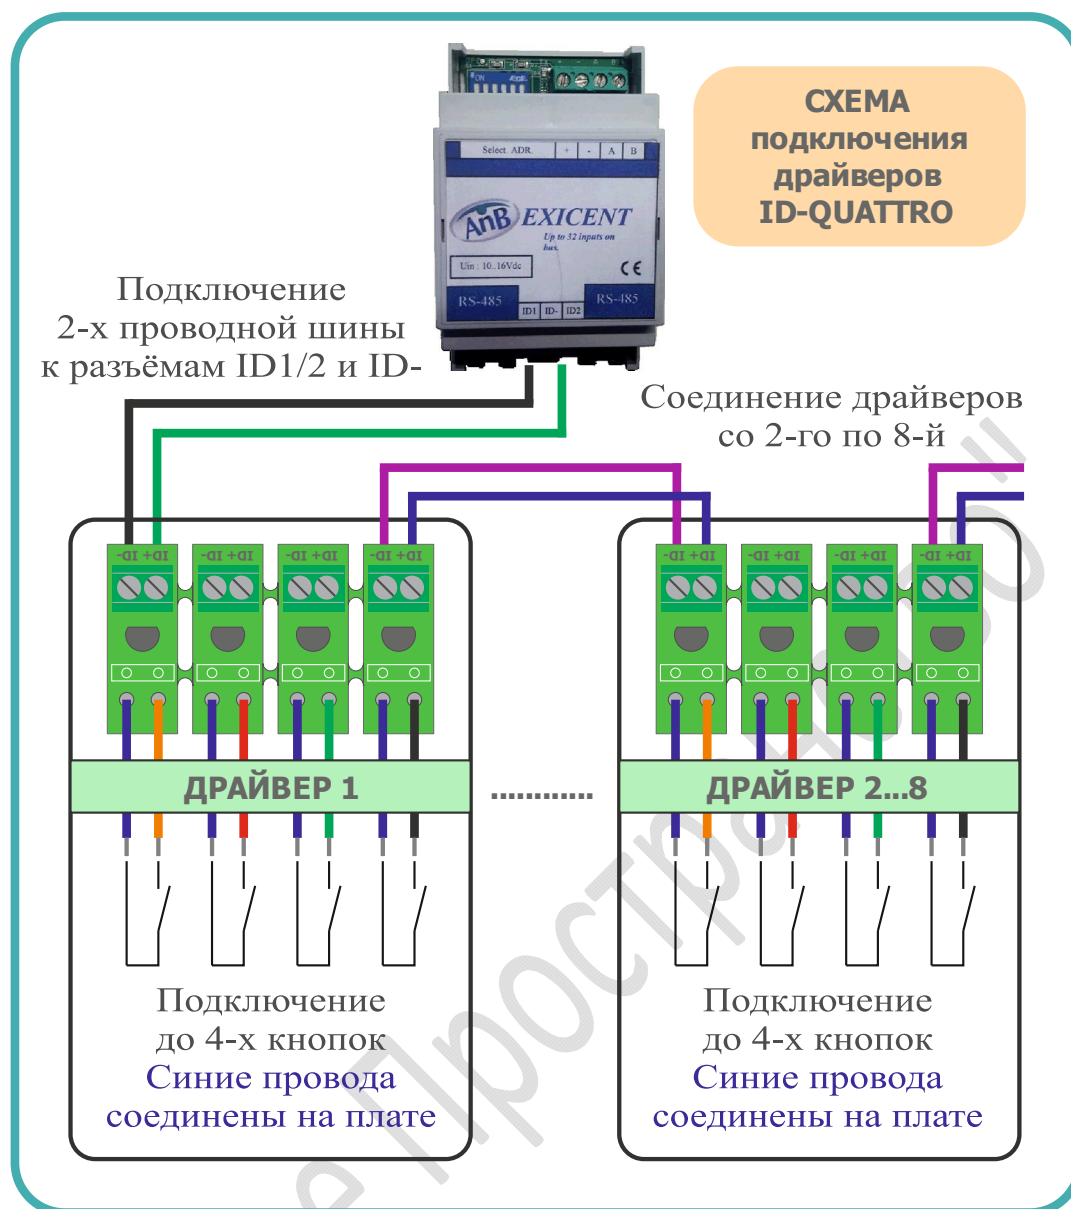 СХЕМА
подключения
драйверов
ID-QUATTRO
ON
Select ADR. + - A B
AnB EXICENT
Up to 32 inputs on
bus.
Uin : 10..16Vdc
CE
RS-485 ID1 ID- ID2 RS-485
Подключение
2-х проводной шины
к разъёмам ID1/2 и ID-
Соединение драйверов
со 2-го по 8-й
ID- ID+ ID- ID+ ID- ID+ ID- ID+
ID- ID+ ID- ID+ ID- ID+ ID- ID+
ДРАЙВЕР 1 ............. ДРАЙВЕР 2...8
Подключение
до 4-х кнопок
Синие провода
соединены на плате
Подключение
до 4-х кнопок
Синие провода
соединены на плате
е Пространство"